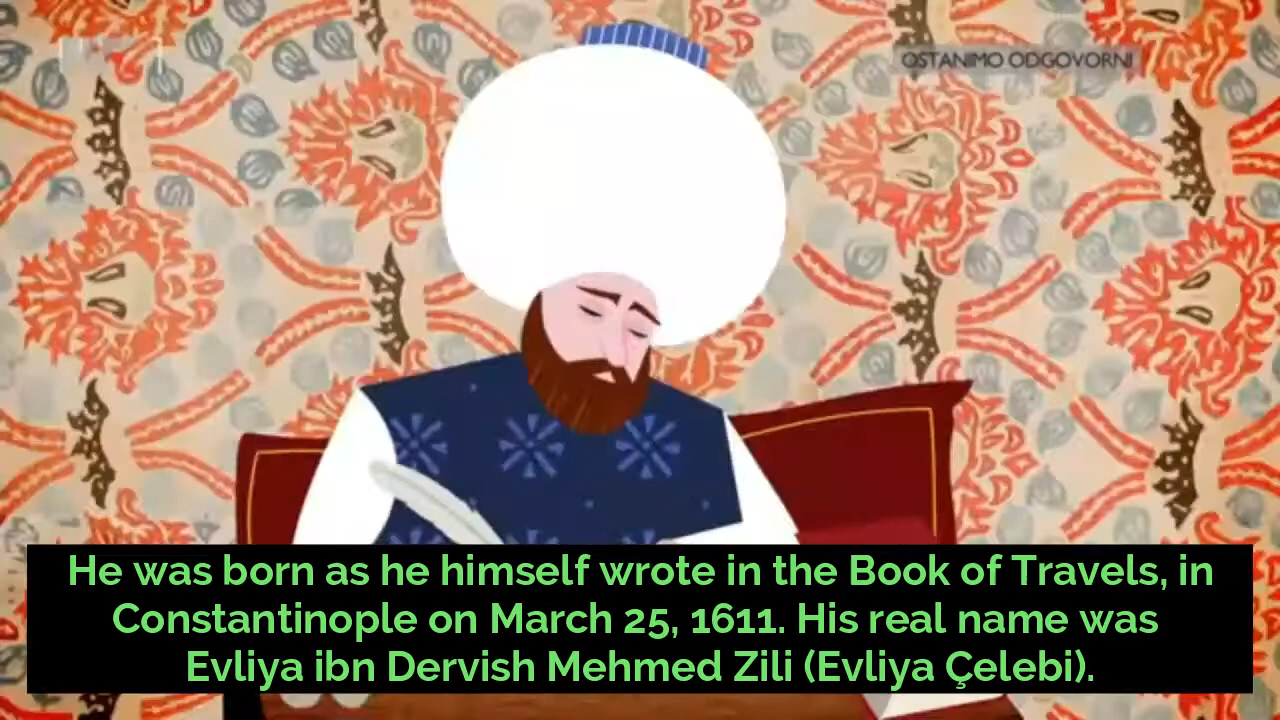 OSTANIMO ODGOVORNI
He was born as he himself wrote in the Book of Travels, in
Constantinople on March 25, 1611. His real name was
Evliya ibn Dervish Mehmed Zili (Evliya Çelebi).